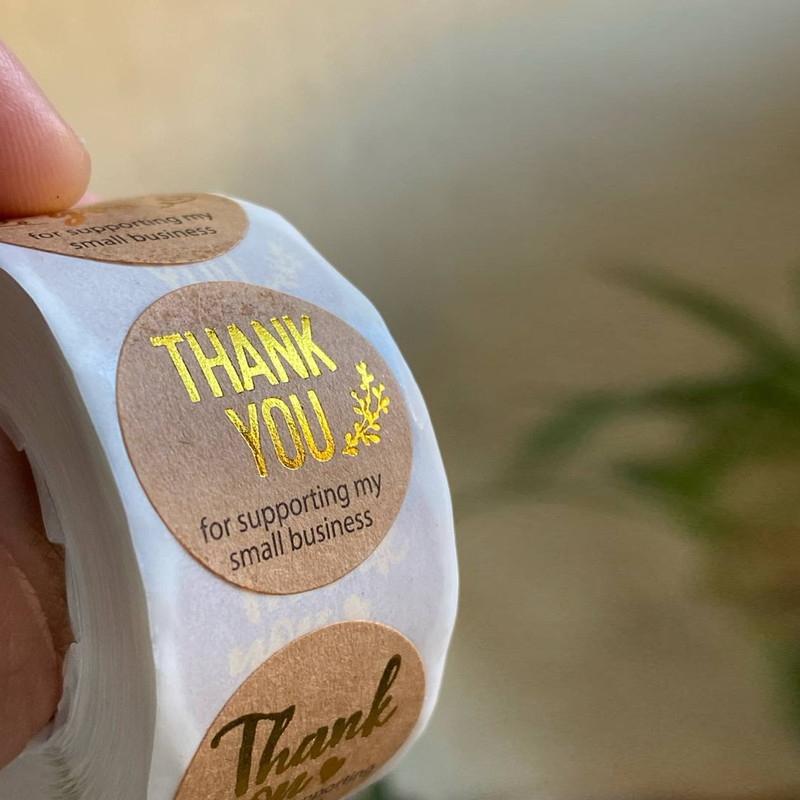 for supporting my
small business
THANK
YOU
for supporting my
small business
Thank